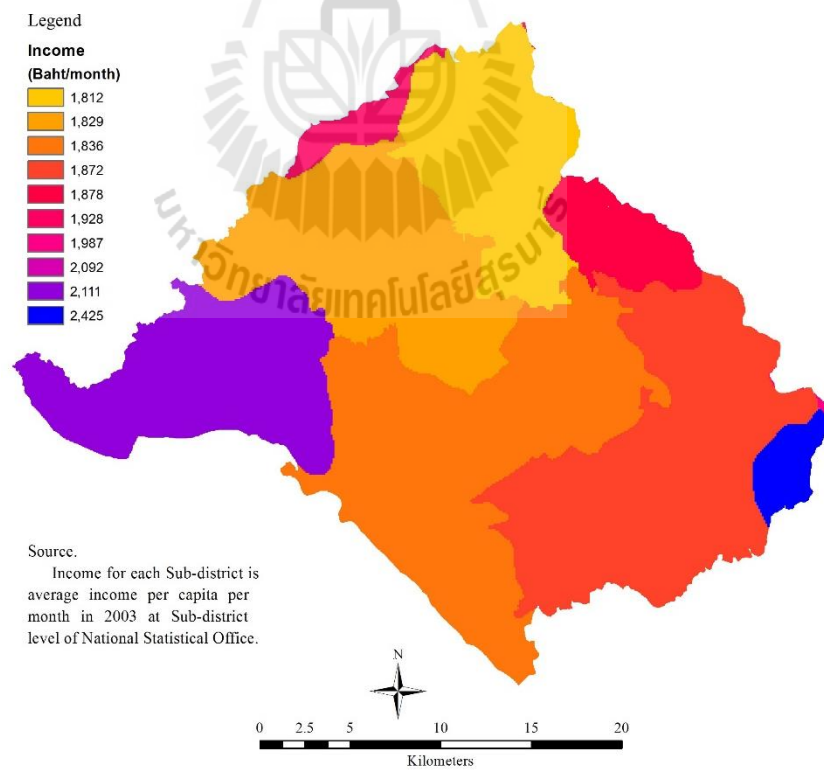 Legend
Income
(Baht/month)
1,812
1,829
1,836
1,872
1,878
1,928
1,987
2,092
2,111
2,425
มหาวิทยาลัยเทคโนโลยีสุรนารี
Source.
Income for each Sub-district is
average income per capita per
month in 2003 at Sub-district
level of National Statistical Office.
N
0 2.5 5 10 15 20
Kilometers